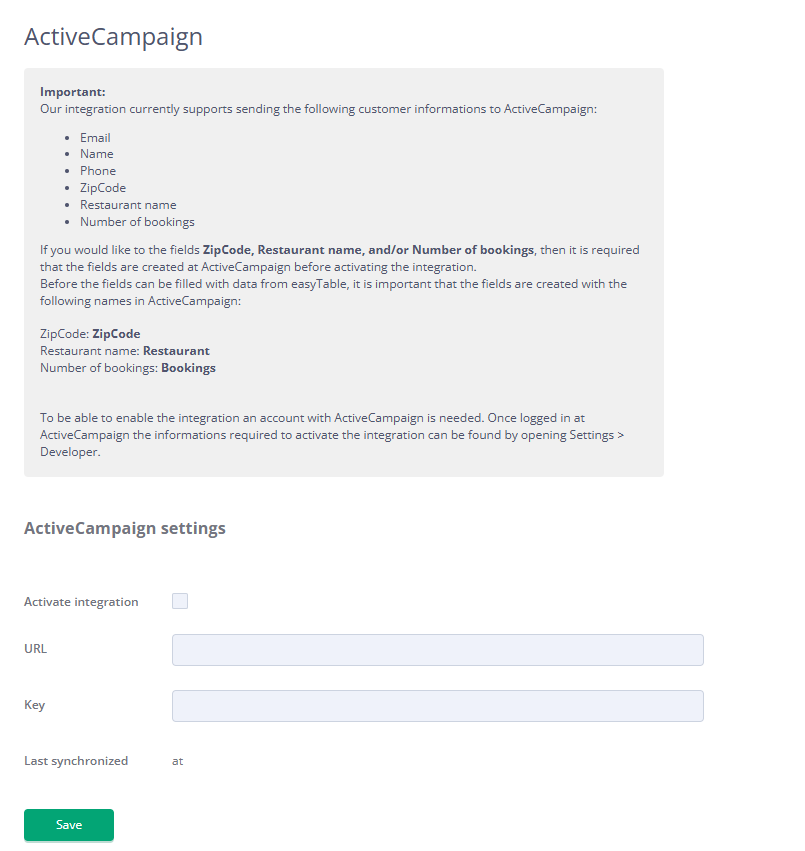 ActiveCampaign
Important:
Our integration currently supports sending the following customer informations to ActiveCampaign:
• Email
• Name
• Phone
• ZipCode
• Restaurant name
• Number of bookings
If you would like to the fields ZipCode, Restaurant name, and/or Number of bookings, then it is required
that the fields are created at ActiveCampaign before activating the integration.
Before the fields can be filled with data from easyTable, it is important that the fields are created with the
following names in ActiveCampaign:
ZipCode: ZipCode
Restaurant name: Restaurant
Number of bookings: Bookings
To be able to enable the integration an account with ActiveCampaign is needed. Once logged in at
ActiveCampaign the informations required to activate the integration can be found by opening Settings >
Developer.
ActiveCampaign settings
Activate integration
URL
Key
Last synchronized at
Save